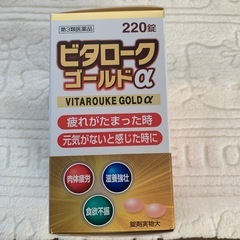 第3類医薬品
220錠
ビタローク
ゴールドα
VITAROUKE GOLD α
疲れがたまった時
元気がないと感じた時に
肉体疲労
滋養強壮
食欲不振
錠剤実物大